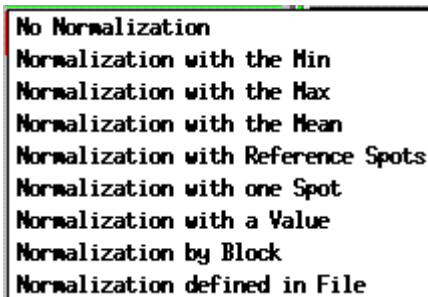 No Normalization
Normalization with the Min
Normalization with the Max
Normalization with the Mean
Normalization with Reference Spots
Normalization with one Spot
Normalization with a Value
Normalization by Block
Normalization defined in File